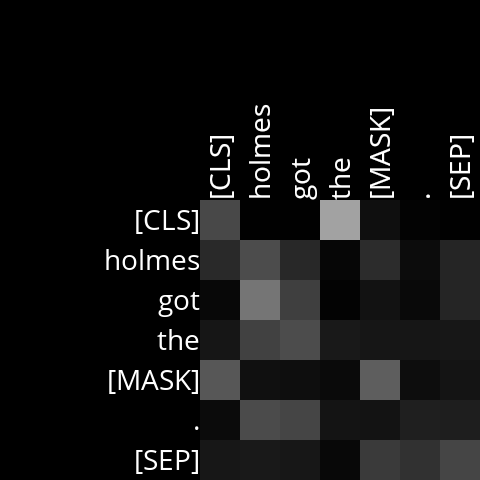 [CLS] holmes got the [MASK] . [SEP]
[CLS]
holmes
got
the
[MASK]
.
[SEP]